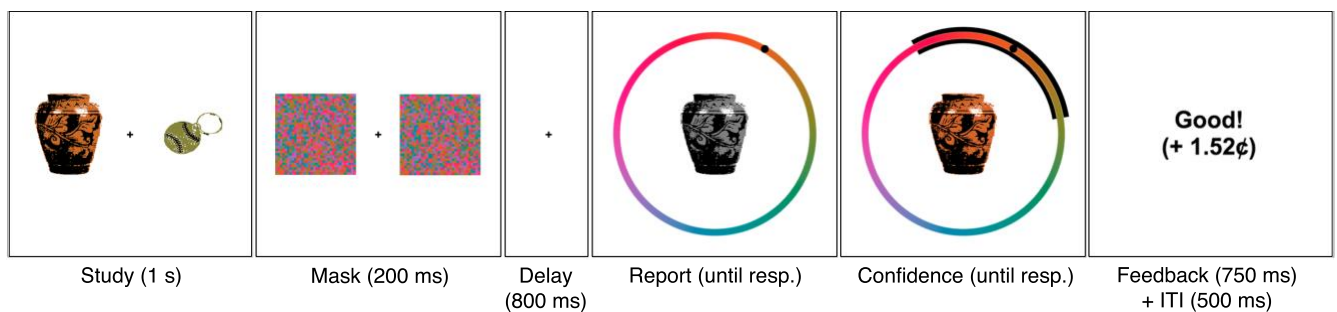 Good!
(+ 1.52¢)
Study (1 s)
Mask (200 ms)
Delay
(800 ms)
Report (until resp.)
Confidence (until resp.)
Feedback (750 ms)
+ ITI (500 ms)